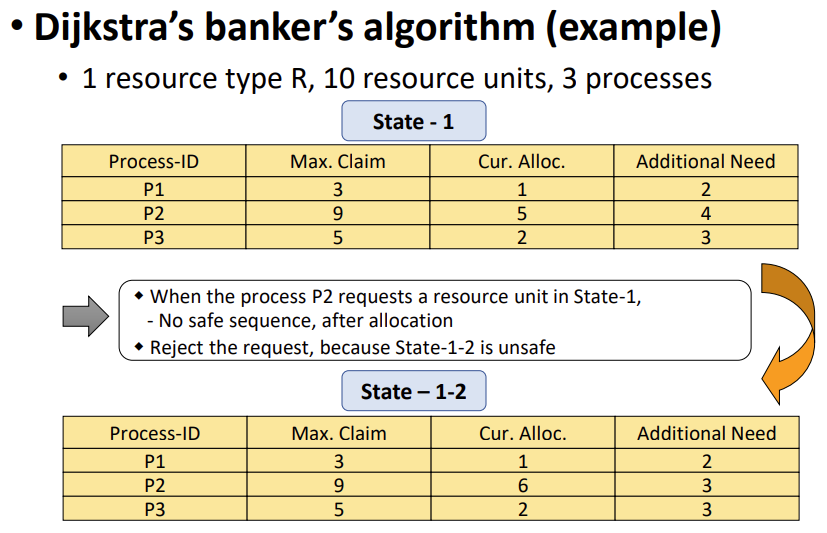 • Dijkstra’s banker’s algorithm (example)
• 1 resource type R, 10 resource units, 3 processes
State - 1
Process-ID Max. Claim Cur. Alloc. Additional Need
P1 3 1 2
P2 9 5 4
P3 5 2 3
◆ When the process P2 requests a resource unit in State-1,
- No safe sequence, after allocation
◆ Reject the request, because State-1-2 is unsafe
State – 1-2
Process-ID Max. Claim Cur. Alloc. Additional Need
P1 3 1 2
P2 9 6 3
P3 5 2 3